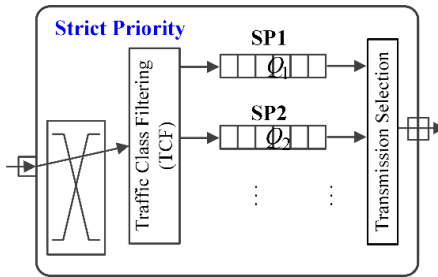 Strict Priority
SP1
Q1
SP2
Q2
Traffic Class Filtering
(TCF)
Transmission Selection